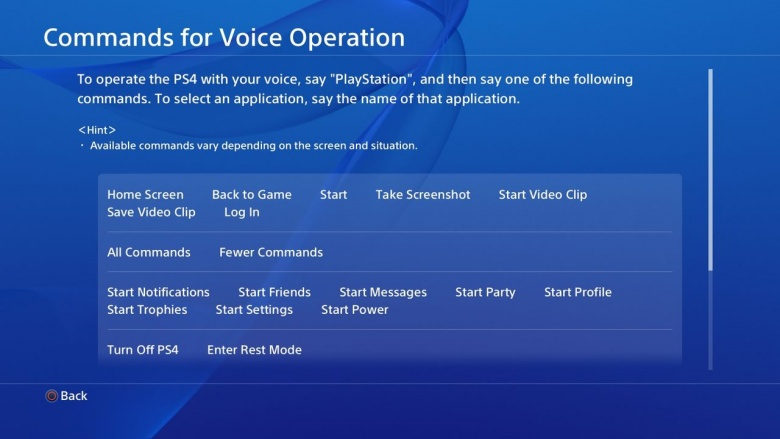 Commands for Voice Operation
To operate the PS4 with your voice, say "PlayStation", and then say one of the following
commands. To select an application, say the name of that application.
<Hint>
· Available commands vary depending on the screen and situation.
Home Screen Back to Game Start Take Screenshot Start Video Clip
Save Video Clip Log In
All Commands Fewer Commands
Start Notifications Start Friends Start Messages Start Party Start Profile
Start Trophies Start Settings Start Power
Turn Off PS4 Enter Rest Mode
Back